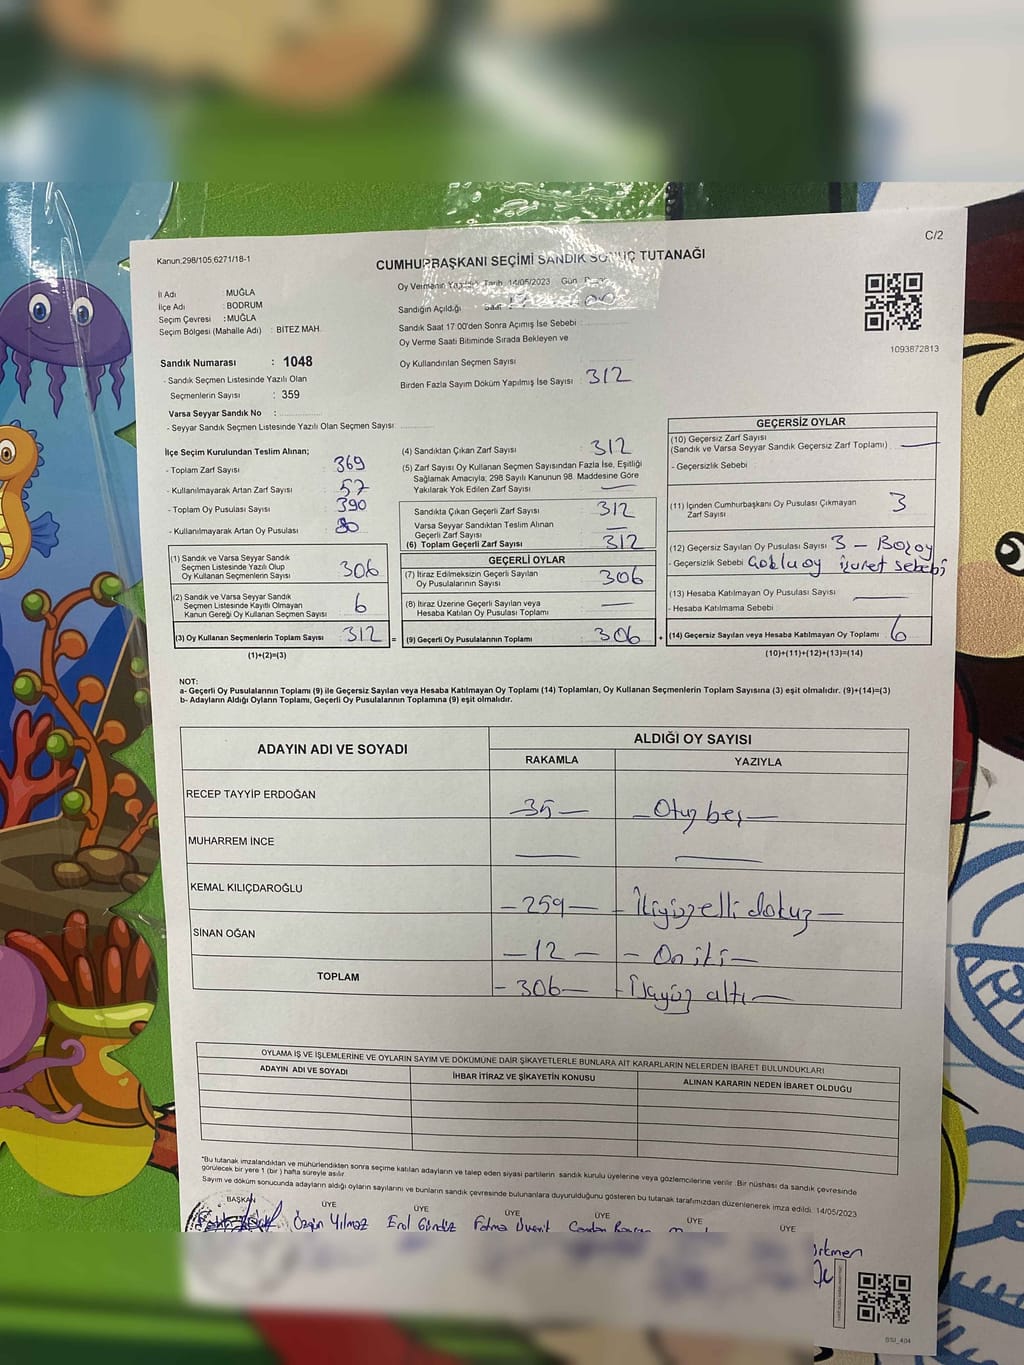 C/2
Kanun;298/105,6271/18-1
CUMHURBAŞKANI SEÇİMİ SANDIK SONUÇ TUTANAĞI
Oy Vermenin Yapıldığı Tarih: 14/05/2023 Gün
İl Adı : MUĞLA
İlçe Adı : BODRUM
Seçim Çevresi : MUĞLA
Seçim Bölgesi (Mahalle Adı) : BİTEZ MAH.
Sandığın Açıldığı Saat
Sandık Saat 17.00'den Sonra Açımış İse Sebebi :
Oy Verme Saati Bitiminde Sırada Bekleyen ve
Oy Kullandırılan Seçmen Sayısı
Birden Fazla Sayım Döküm Yapılmış İse Sayısı : 312
1093872813
Sandık Numarası : 1048
- Sandık Seçmen Listesinde Yazılı Olan
Seçmenlerin Sayısı : 359
Varsa Seyyar Sandık No :
- Seyyar Sandık Seçmen Listesinde Yazılı Olan Seçmen Sayısı:
İlçe Seçim Kurulundan Teslim Alınan;
- Toplam Zarf Sayısı : 369
- Kullanılmayarak Artan Zarf Sayısı : 57
- Toplam Oy Pusulası Sayısı : 390
- Kullanılmayarak Artan Oy Pusulası : 80
(1) Sandık ve Varsa Seyyar Sandık
Seçmen Listesinde Yazılı Olup
Oy Kullanan Seçmenlerin Sayısı : 306
(2) Sandık ve Varsa Seyyar Sandık
Seçmen Listesinde Kayıtlı Olmayan
Kanun Gereği Oy Kullanan Seçmen Sayısı : 6
(3) Oy Kullanan Seçmenlerin Toplam Sayısı : 312 =
(1)+(2)=(3)
(4) Sandıktan Çıkan Zarf Sayısı : 312
(5) Zarf Sayısı Oy Kullanan Seçmen Sayısından Fazla İse, Eşitliği
Sağlamak Amacıyla; 298 Sayılı Kanunun 98. Maddesine Göre
Yakılarak Yok Edilen Zarf Sayısı : —
Sandıkta Çıkan Geçerli Zarf Sayısı : 312
Varsa Seyyar Sandıktan Teslim Alınan
Geçerli Zarf Sayısı : —
(6) Toplam Geçerli Zarf Sayısı : 312
GEÇERLİ OYLAR
(7) İtiraz Edilmeksizin Geçerli Sayılan
Oy Pusulalarının Sayısı : 306
(8) İtiraz Üzerine Geçerli Sayılan veya
Hesaba Katılan Oy Pusulası Toplamı : —
(9) Geçerli Oy Pusulalarının Toplamı : 306 +
GEÇERSİZ OYLAR
(10) Geçersiz Zarf Sayısı
(Sandık ve Varsa Seyyar Sandık Geçersiz Zarf Toplamı) : —
- Geçersizlik Sebebi
(11) İçinden Cumhurbaşkanı Oy Pusulası Çıkmayan
Zarf Sayısı : 3
(12) Geçersiz Sayılan Oy Pusulası Sayısı : 3 -
- Geçersizlik Sebebi sebebi
(13) Hesaba Katılmayan Oy Pusulası Sayısı : —
- Hesaba Katılmama Sebebi
(14) Geçersiz Sayılan veya Hesaba Katılmayan Oy Toplamı : 6
(10)+(11)+(12)+(13)=(14)
NOT:
a- Geçerli Oy Pusulalarının Toplamı (9) ile Geçersiz Sayılan veya Hesaba Katılmayan Oy Toplamı (14) Toplamları, Oy Kullanan Seçmenlerin Toplam Sayısına (3) eşit olmalıdır. (9)+(14)=(3)
b- Adayların Aldığı Oyların Toplamı, Geçerli Oy Pusulalarının Toplamına (9) eşit olmalıdır.
ADAYIN ADI VE SOYADI
ALDIĞI OY SAYISI
RAKAMLA YAZIYLA
RECEP TAYYİP ERDOĞAN —35— —Otuz beş—
MUHARREM İNCE — —
KEMAL KILIÇDAROĞLU —259— —İkiyüzelli dokuz—
SİNAN OĞAN —12— —On iki—
TOPLAM —306— —Üçyüz altı—
OYLAMA İŞ VE İŞLEMLERİNE VE OYLARIN SAYIM VE DÖKÜMÜNE DAİR ŞİKAYETLERLE BUNLARA AİT KARARLARIN NELERDEN İBARET BULUNDUKLARI
ADAYIN ADI VE SOYADI İHBAR İTİRAZ VE ŞİKAYETİN KONUSU ALINAN KARARIN NEDEN İBARET OLDUĞU
"Bu tutanak imzalandıktan ve mühürlendikten sonra seçime katılan adayların ve talep eden siyasi partilerin sandık kurulu üyelerine veya gözlemcilerine verilir. Bir nüshası da sandık çevresinde
görülecek bir yere 1 (bir) hafta süreyle asılır.
Sayım ve döküm sonucunda adayların aldığı oyların sayılarını ve bunların sandık çevresinde bulunanlara duyurulduğunu gösteren bu tutanak tarafımızdan düzenlenerek imza edildi. 14/05/2023
BAŞKAN ÜYE ÜYE ÜYE ÜYE ÜYE ÜYE
Özgün Yılmaz Erol Gündüz Fatma